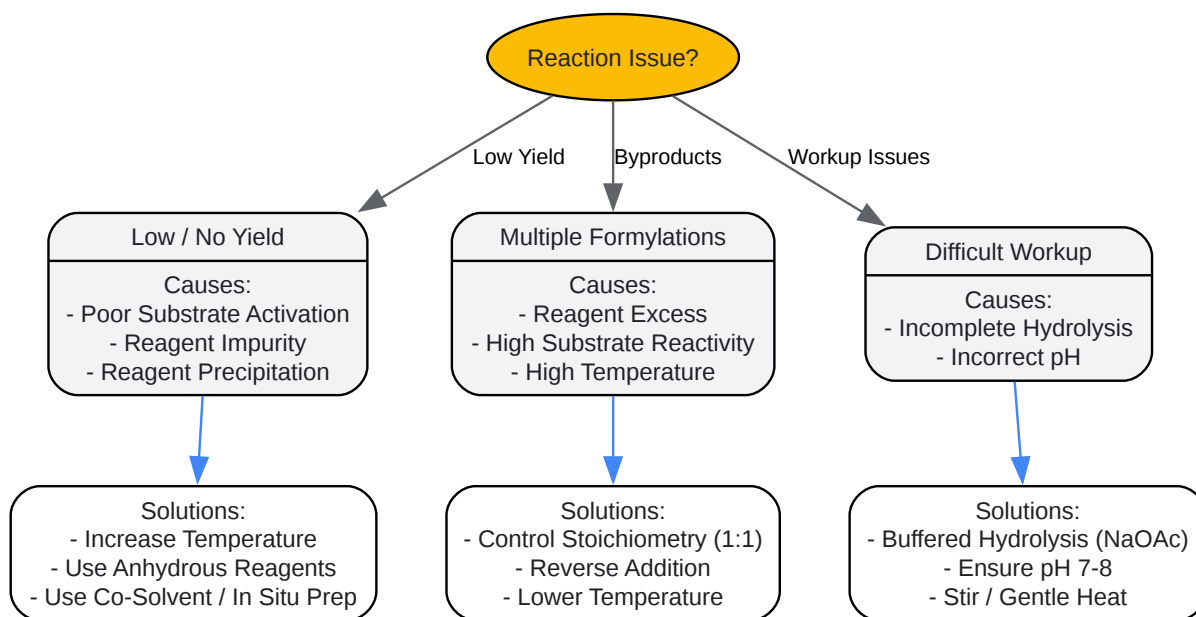 Reaction Issue?
Low Yield
Byproducts
Workup Issues
Low / No Yield
Causes:
- Poor Substrate Activation
- Reagent Impurity
- Reagent Precipitation
Multiple Formylations
Causes:
- Reagent Excess
- High Substrate Reactivity
- High Temperature
Difficult Workup
Causes:
- Incomplete Hydrolysis
- Incorrect pH
Solutions:
- Increase Temperature
- Use Anhydrous Reagents
- Use Co-Solvent / In Situ Prep
Solutions:
- Control Stoichiometry (1:1)
- Reverse Addition
- Lower Temperature
Solutions:
- Buffered Hydrolysis (NaOAc)
- Ensure pH 7-8
- Stir / Gentle Heat